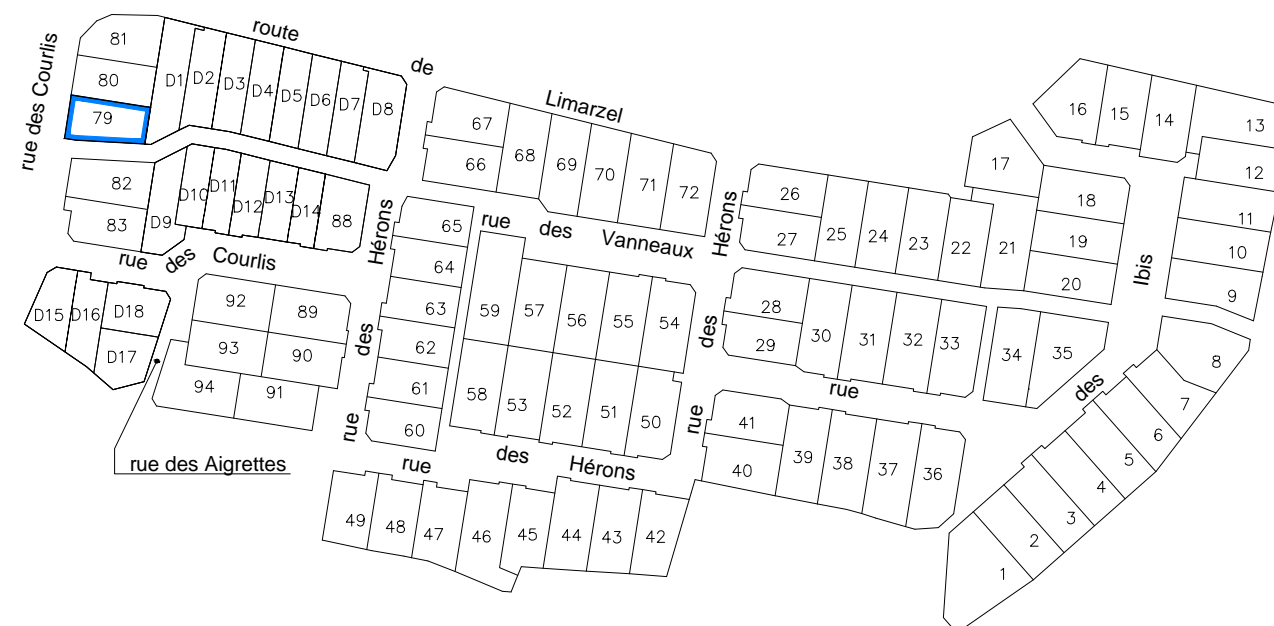 route
de
Limarzel
rue des Courlis
81
80
79
D1
D2
D3
D4
D5
D6
D7
D8
67
66
68
69
70
71
72
82
83
D9
D10
D11
D12
D13
D14
88
rue
des
Courlis
Hérons
des
rue
65
64
63
62
61
60
rue
des
Vanneaux
59
57
56
55
54
58
53
52
51
50
D15
D16
D18
D17
92
89
93
90
94
91
rue des Aigrettes
rue
des
Hérons
49
48
47
46
45
44
43
42
Hérons
des
rue
26
27
25
24
23
22
21
17
18
19
20
16
15
14
13
12
11
10
9
28
29
30
31
32
33
34
35
rue
des
Ibis
41
40
39
38
37
36
8
7
6
5
4
3
2
1